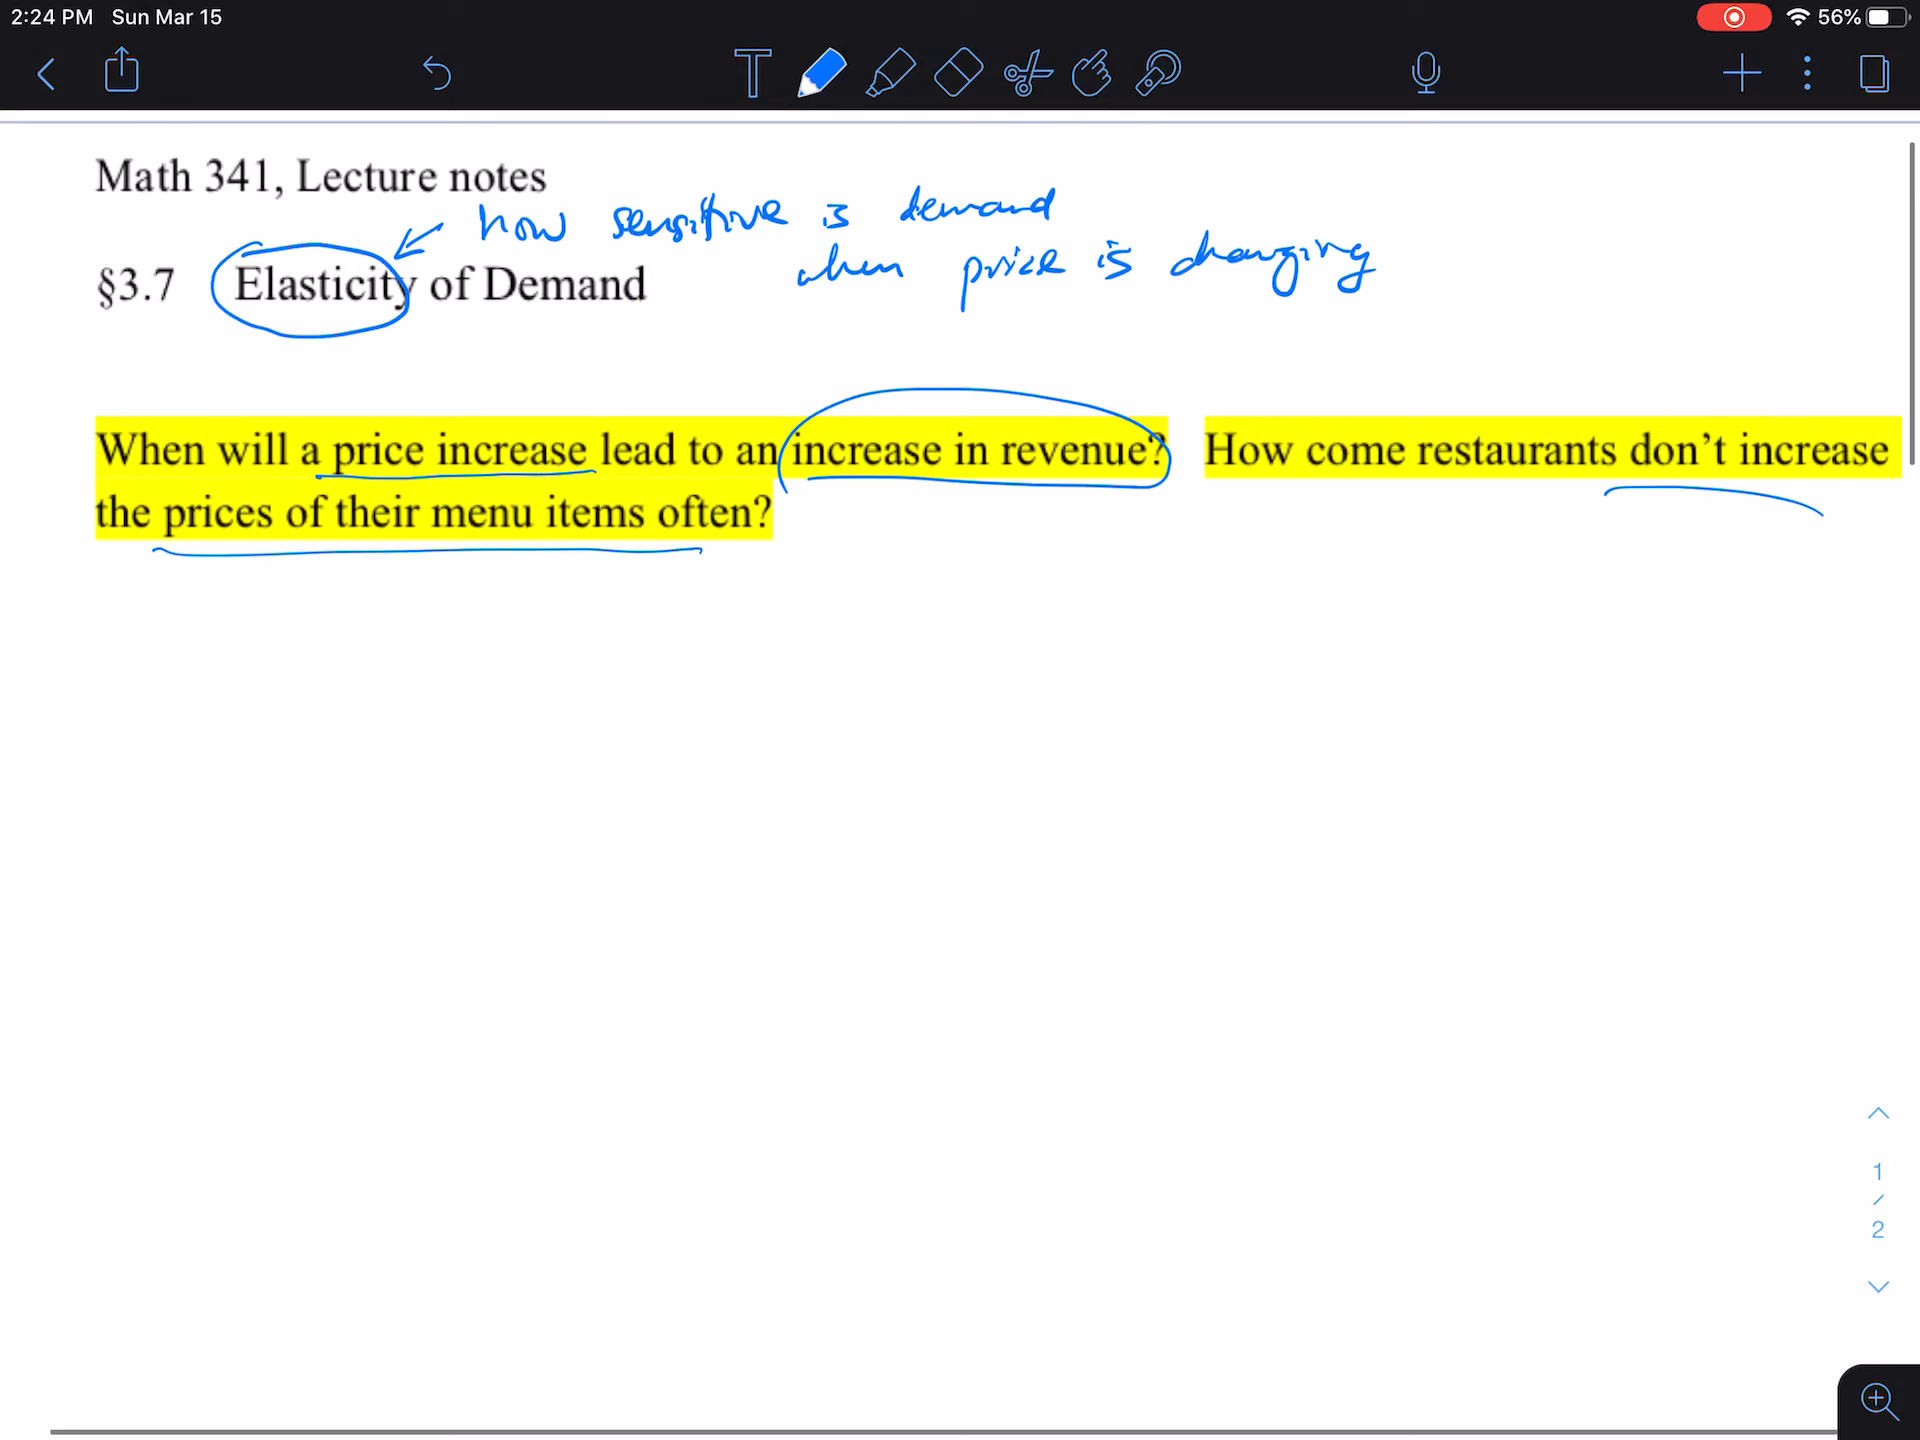 2:24 PM Sun Mar 15
56%
Math 341, Lecture notes
how sensitive is demand
when price is changing
§3.7 Elasticity of Demand
When will a price increase lead to an increase in revenue? How come restaurants don’t increase
the prices of their menu items often?
1
/
2